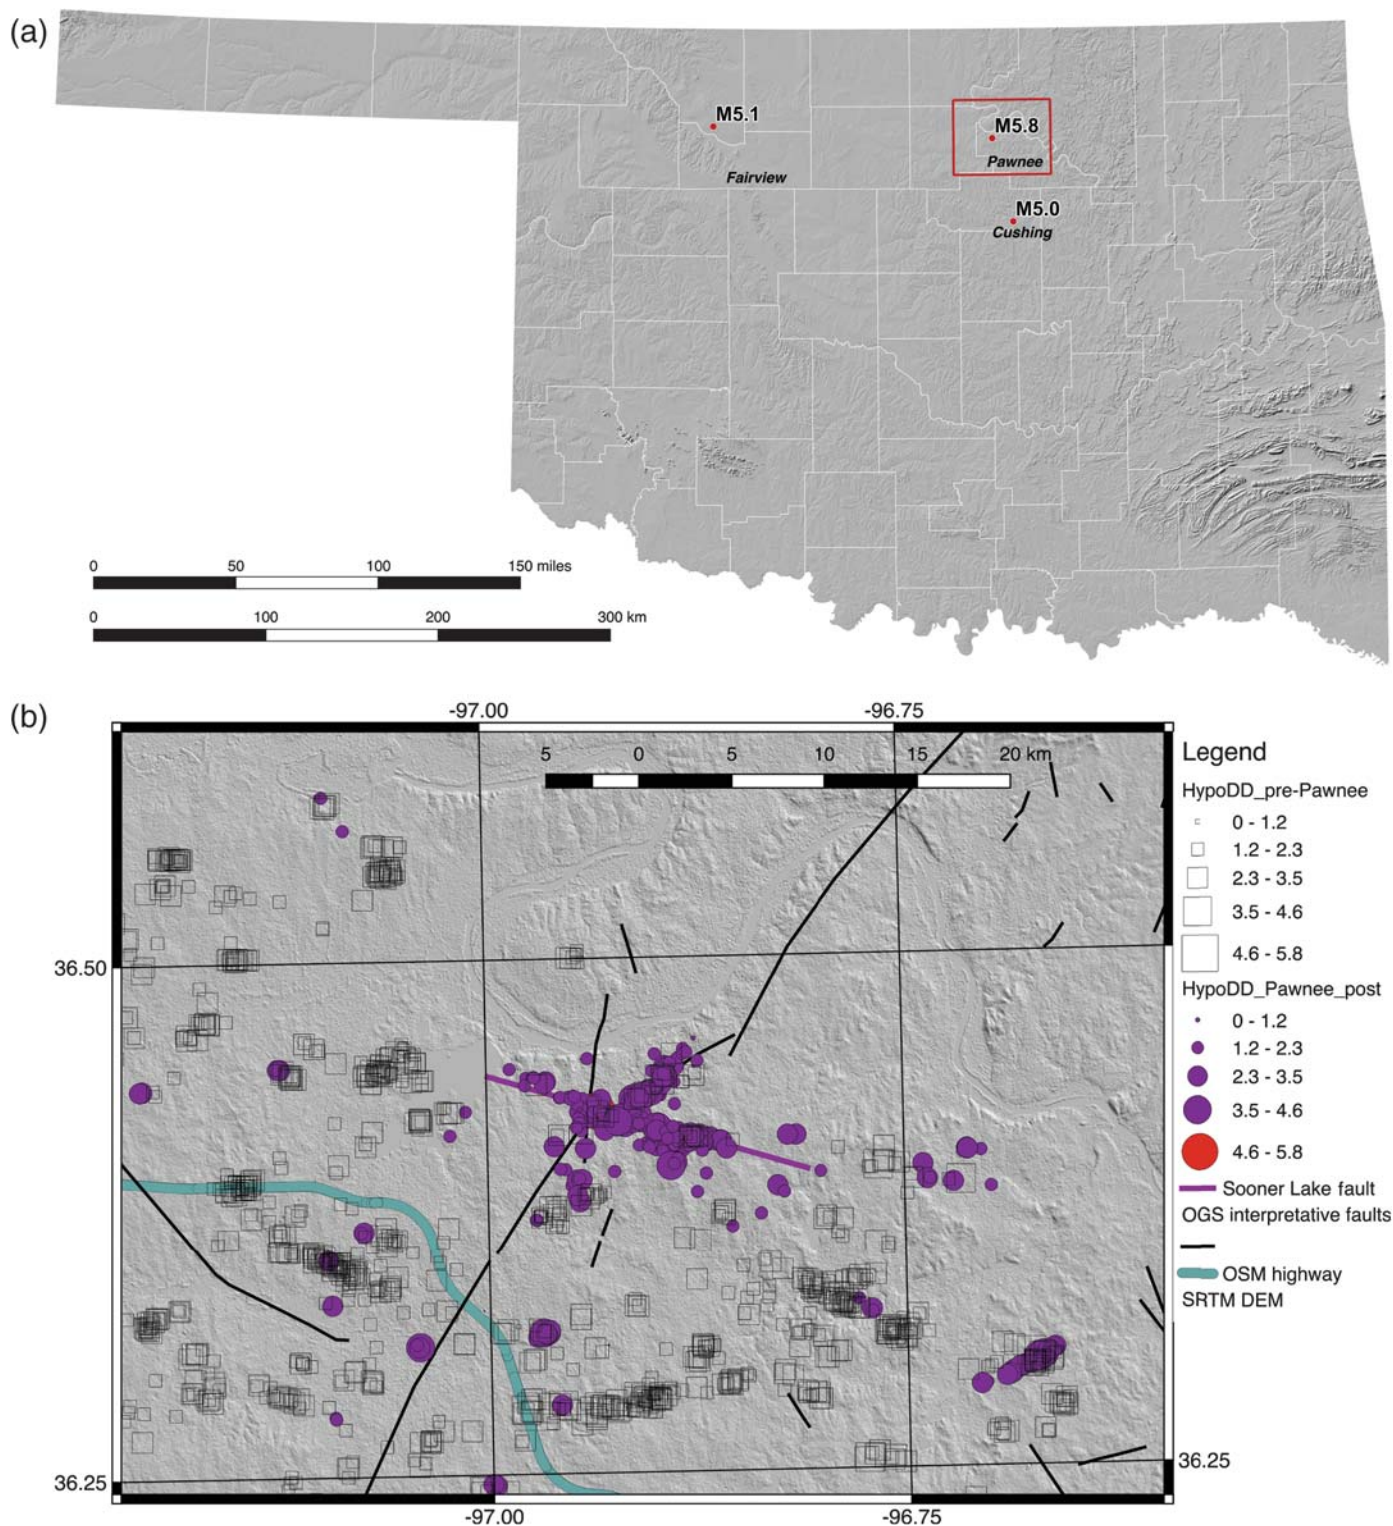 (a)
M5.1
M5.8
Pawnee
Fairview
M5.0
Cushing
0 50 100 150 miles
0 100 200 300 km
(b)
-97.00 -96.75
5 0 5 10 15 20 km
36.50
36.25
36.25
-97.00 -96.75
Legend
HypoDD_pre-Pawnee
0 - 1.2
1.2 - 2.3
2.3 - 3.5
3.5 - 4.6
4.6 - 5.8
HypoDD_Pawnee_post
0 - 1.2
1.2 - 2.3
2.3 - 3.5
3.5 - 4.6
4.6 - 5.8
Sooner Lake fault
OGS interpretative faults
OSM highway
SRTM DEM